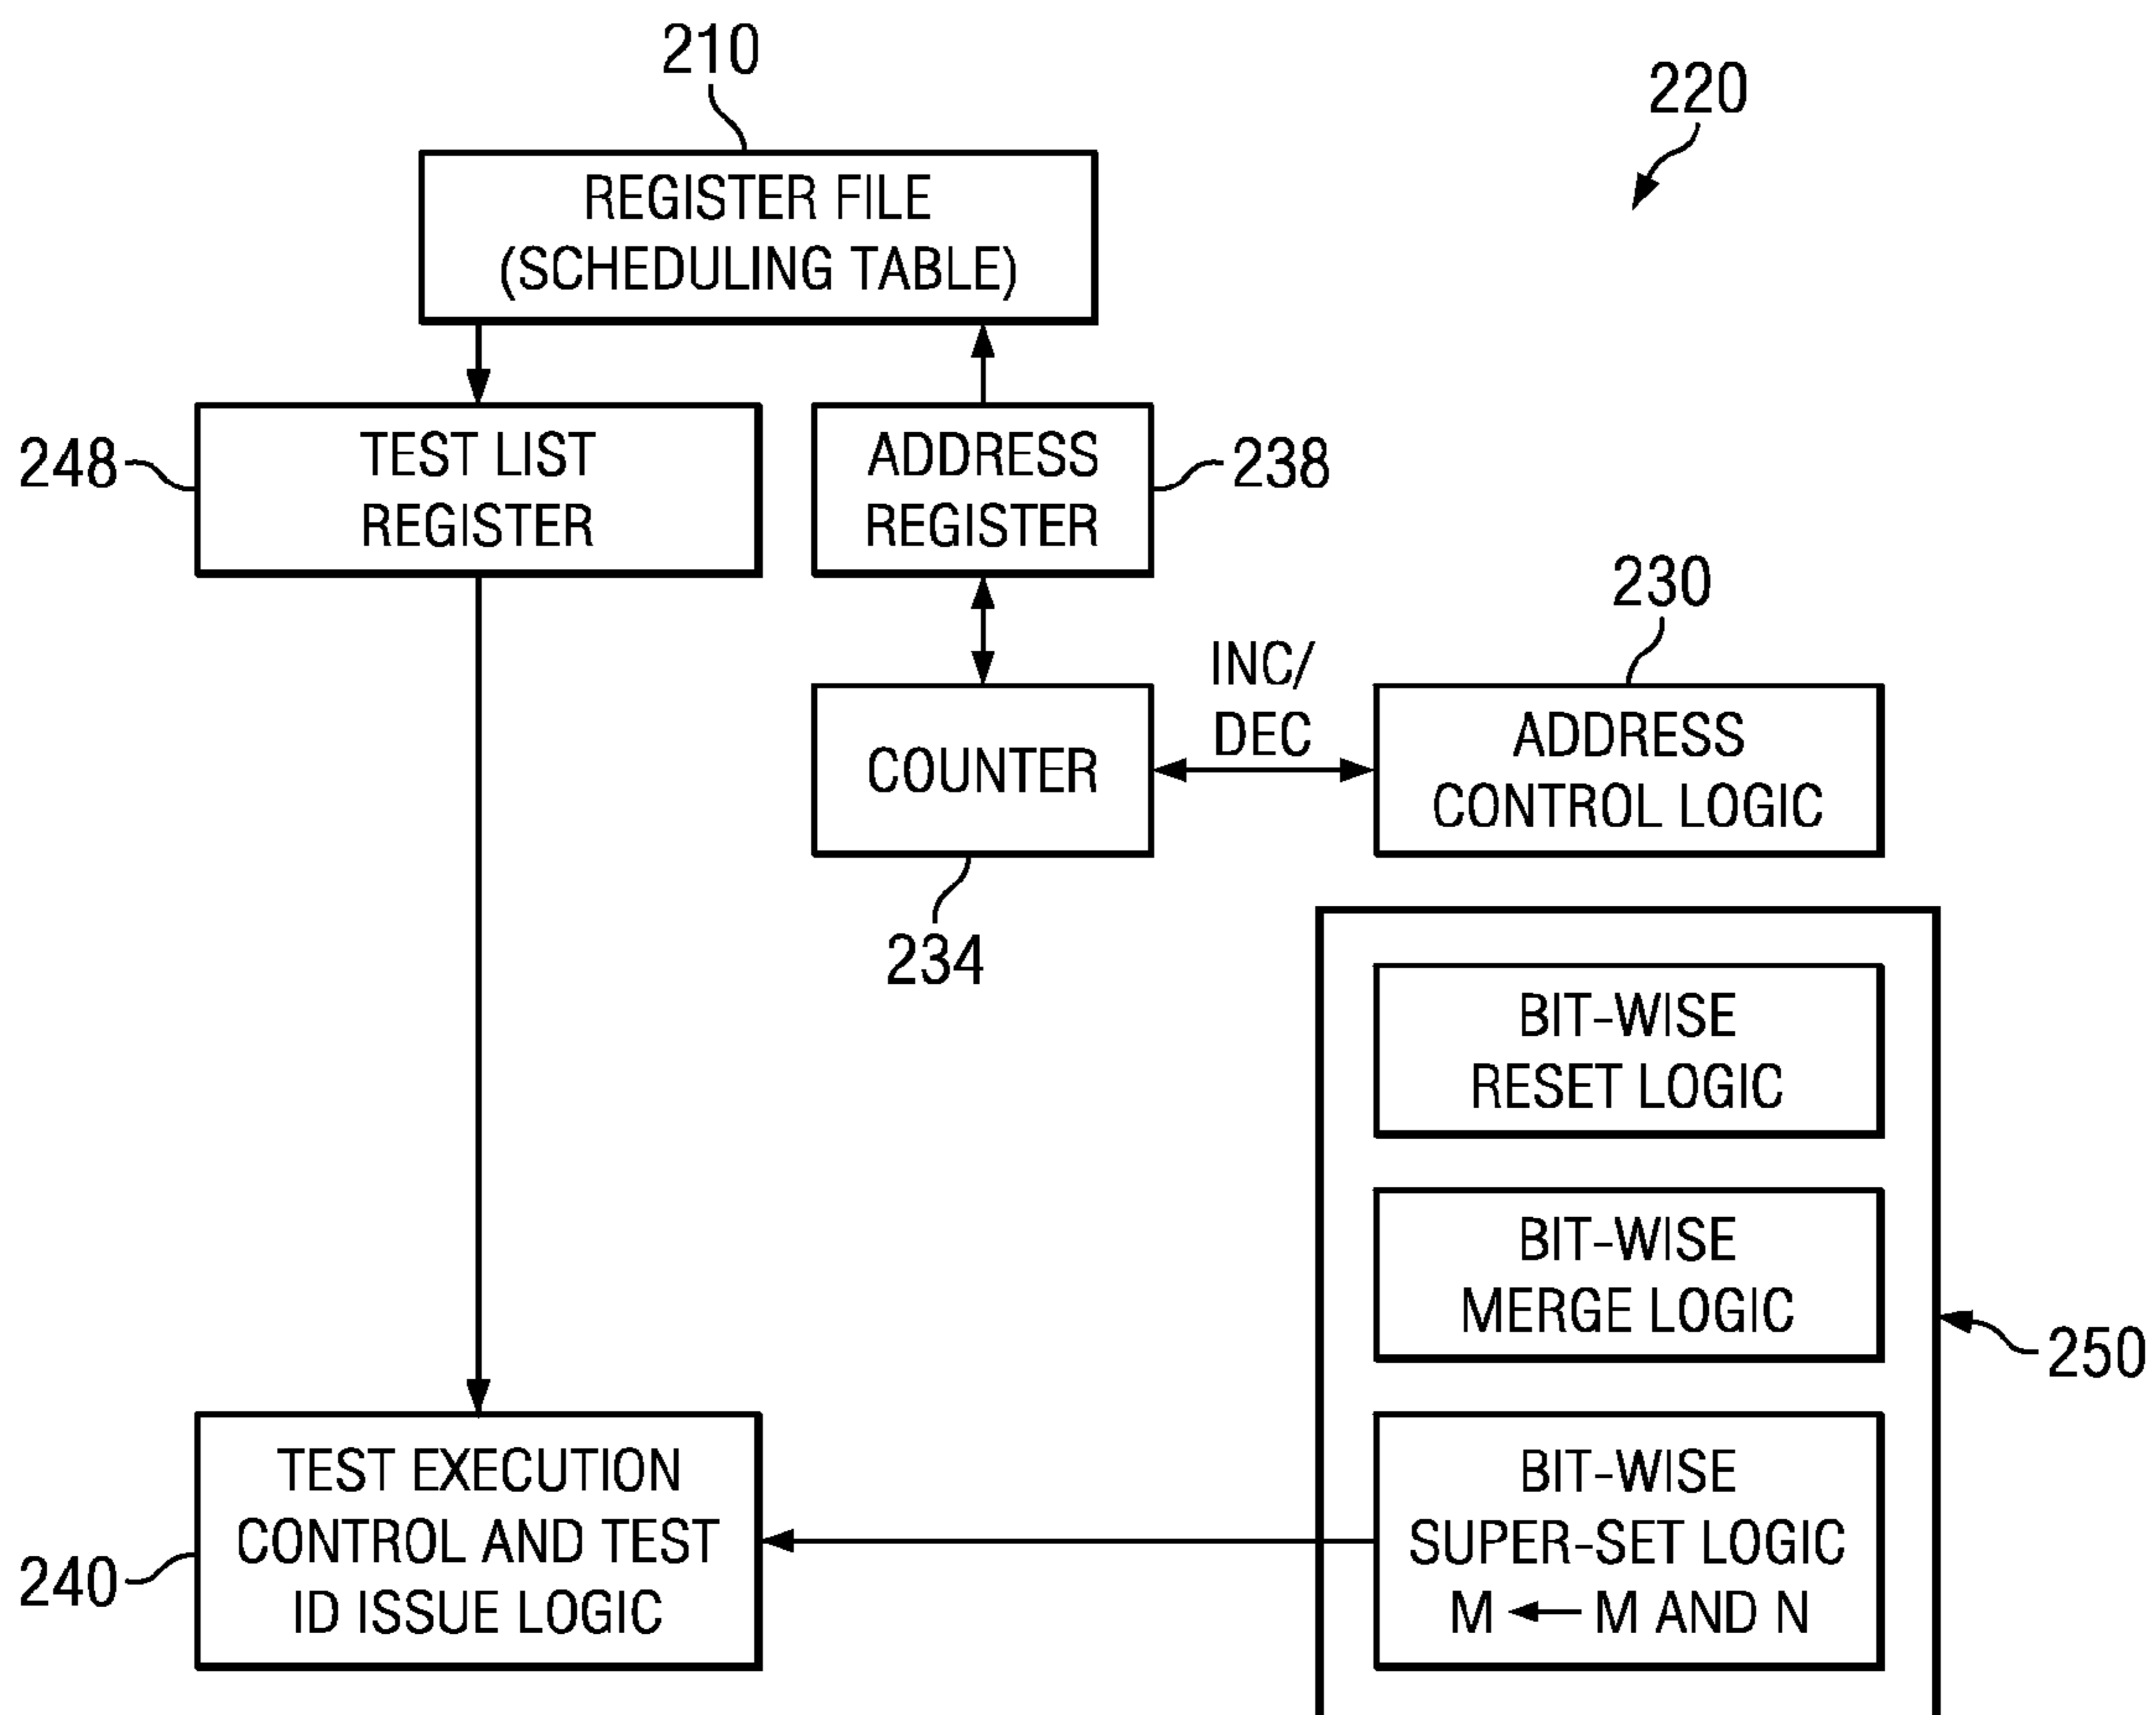 210
220
REGISTER FILE
(SCHEDULING TABLE)
248
TEST LIST
REGISTER
ADDRESS
REGISTER
238
230
INC/
DEC
COUNTER
ADDRESS
CONTROL LOGIC
234
BIT-WISE
RESET LOGIC
BIT-WISE
MERGE LOGIC
250
TEST EXECUTION
CONTROL AND TEST
ID ISSUE LOGIC
240
BIT-WISE
SUPER-SET LOGIC
M ← M AND N